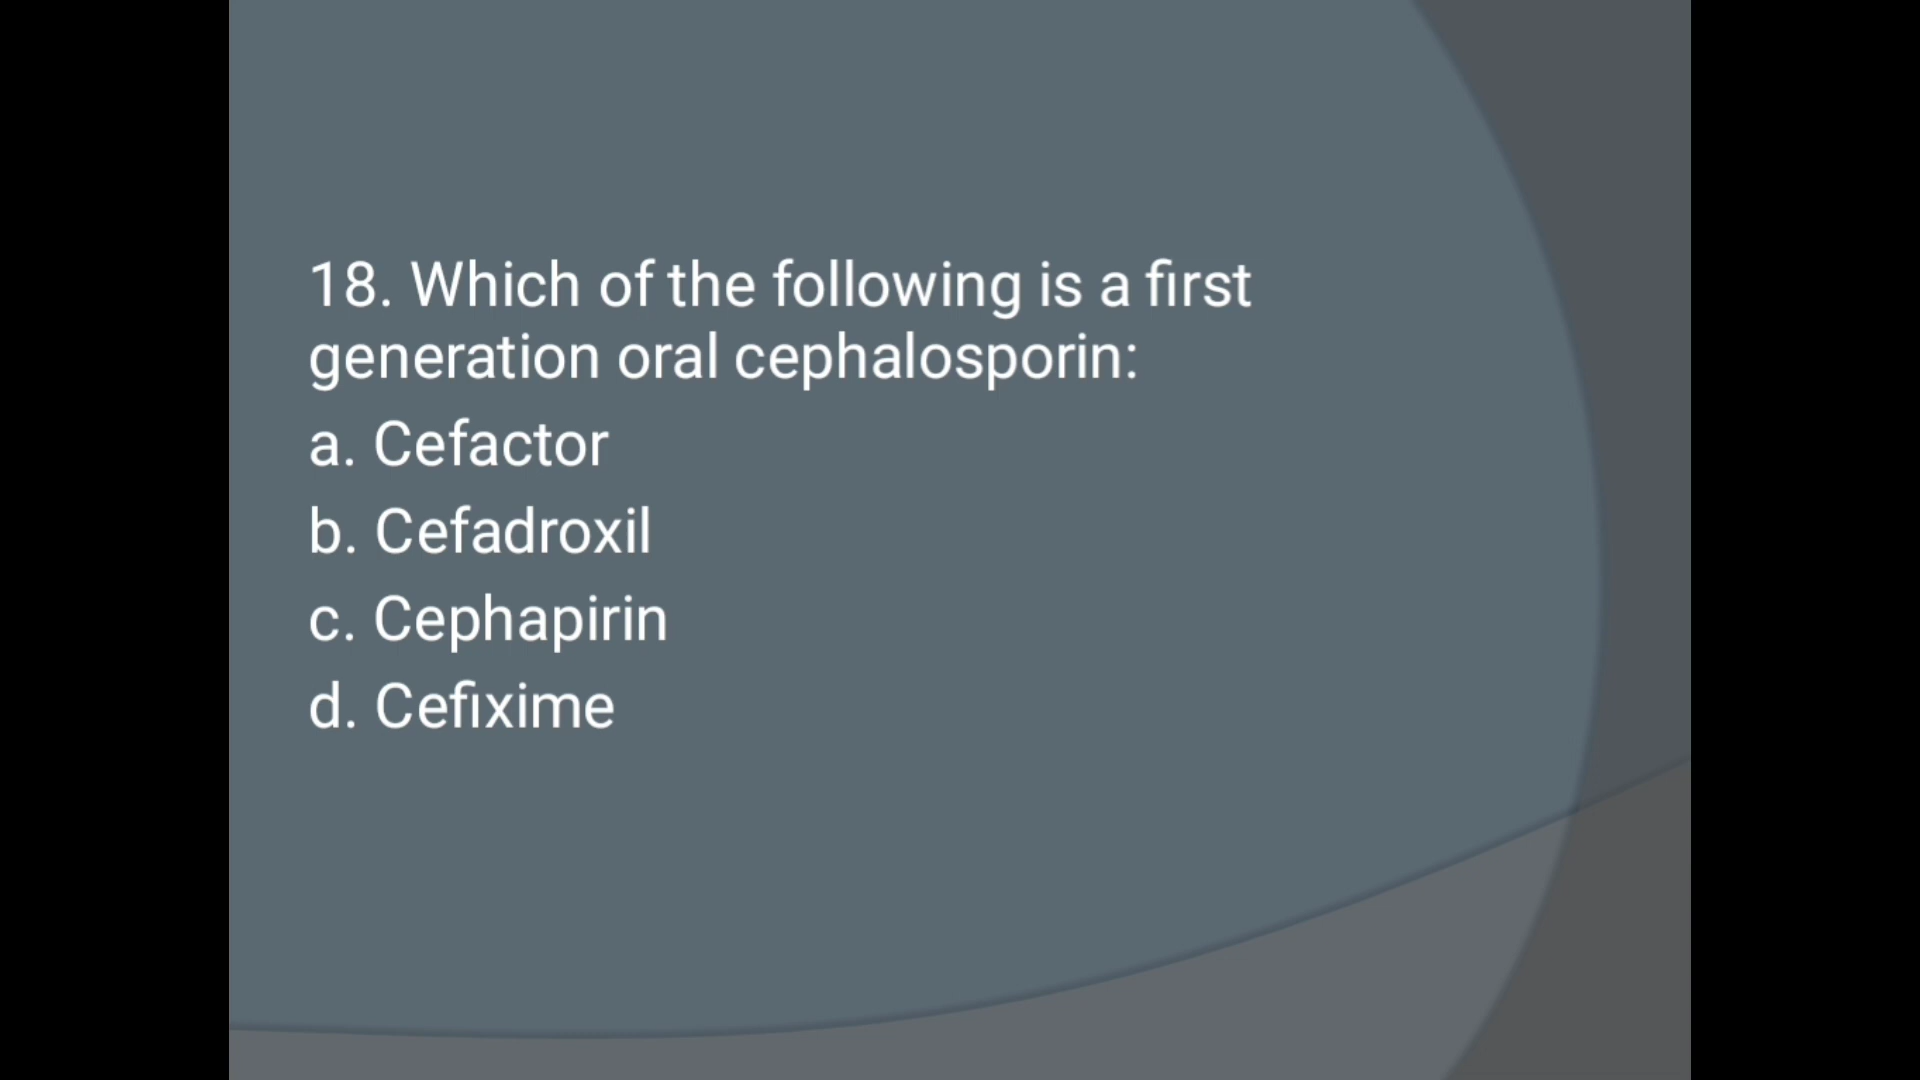 18. Which of the following is a first
generation oral cephalosporin:
a. Cefactor
b. Cefadroxil
c. Cephapirin
d. Cefixime